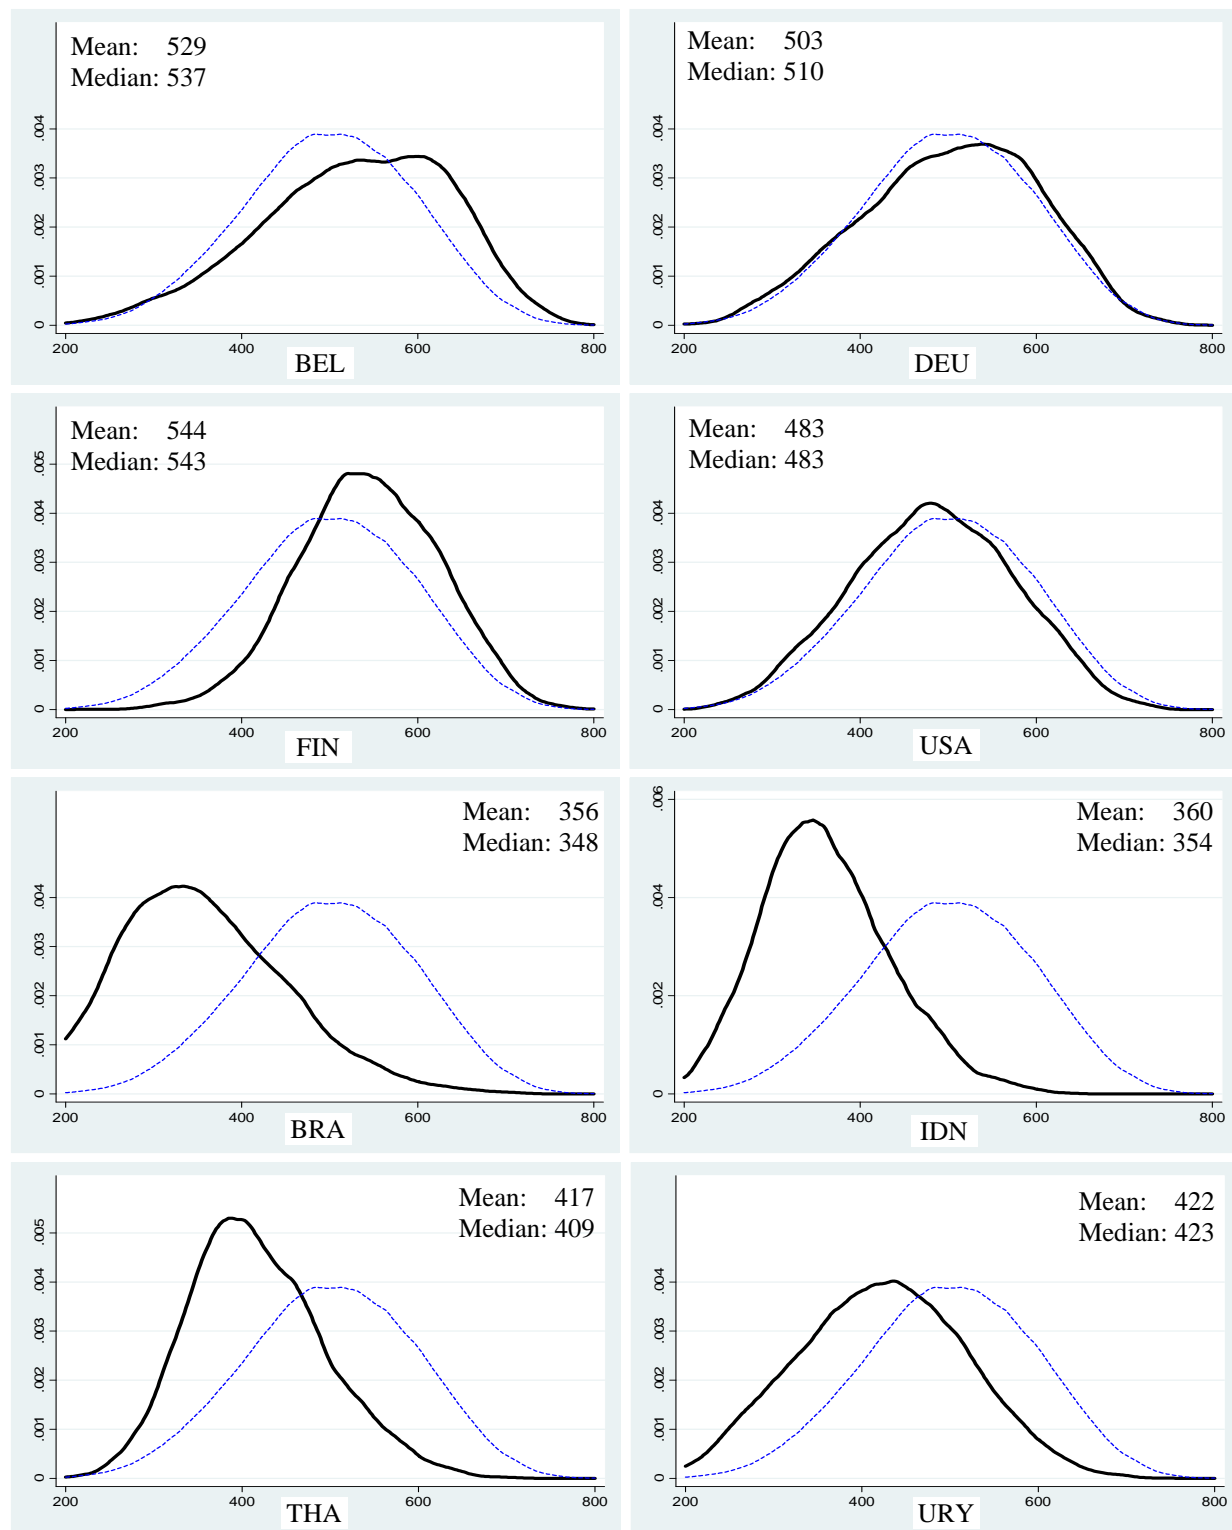 Mean: 529
Median: 537
.004
.003
.002
.001
0
200 400 600 800
BEL
Mean: 503
Median: 510
.004
.003
.002
.001
0
200 400 600 800
DEU
Mean: 544
Median: 543
.005
.004
.003
.002
.001
0
200 400 600 800
FIN
Mean: 483
Median: 483
.004
.003
.002
.001
0
200 400 600 800
USA
Mean: 356
Median: 348
.004
.003
.002
.001
0
200 400 600 800
BRA
Mean: 360
Median: 354
.006
.004
.002
0
200 400 600 800
IDN
Mean: 417
Median: 409
.005
.004
.003
.002
.001
0
200 400 600 800
THA
Mean: 422
Median: 423
.004
.003
.002
.001
0
200 400 600 800
URY